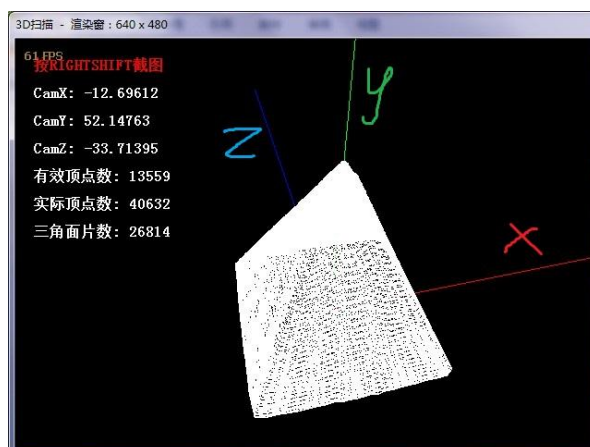 3D扫描 - 渲染窗 : 640 x 480
61 FPS
按RIGHTSHIFT截图
CamX: -12.69612
CamY: 52.14763
CamZ: -33.71395
有效顶点数: 13559
实际顶点数: 40632
三角面片数: 26814
y
Z
X